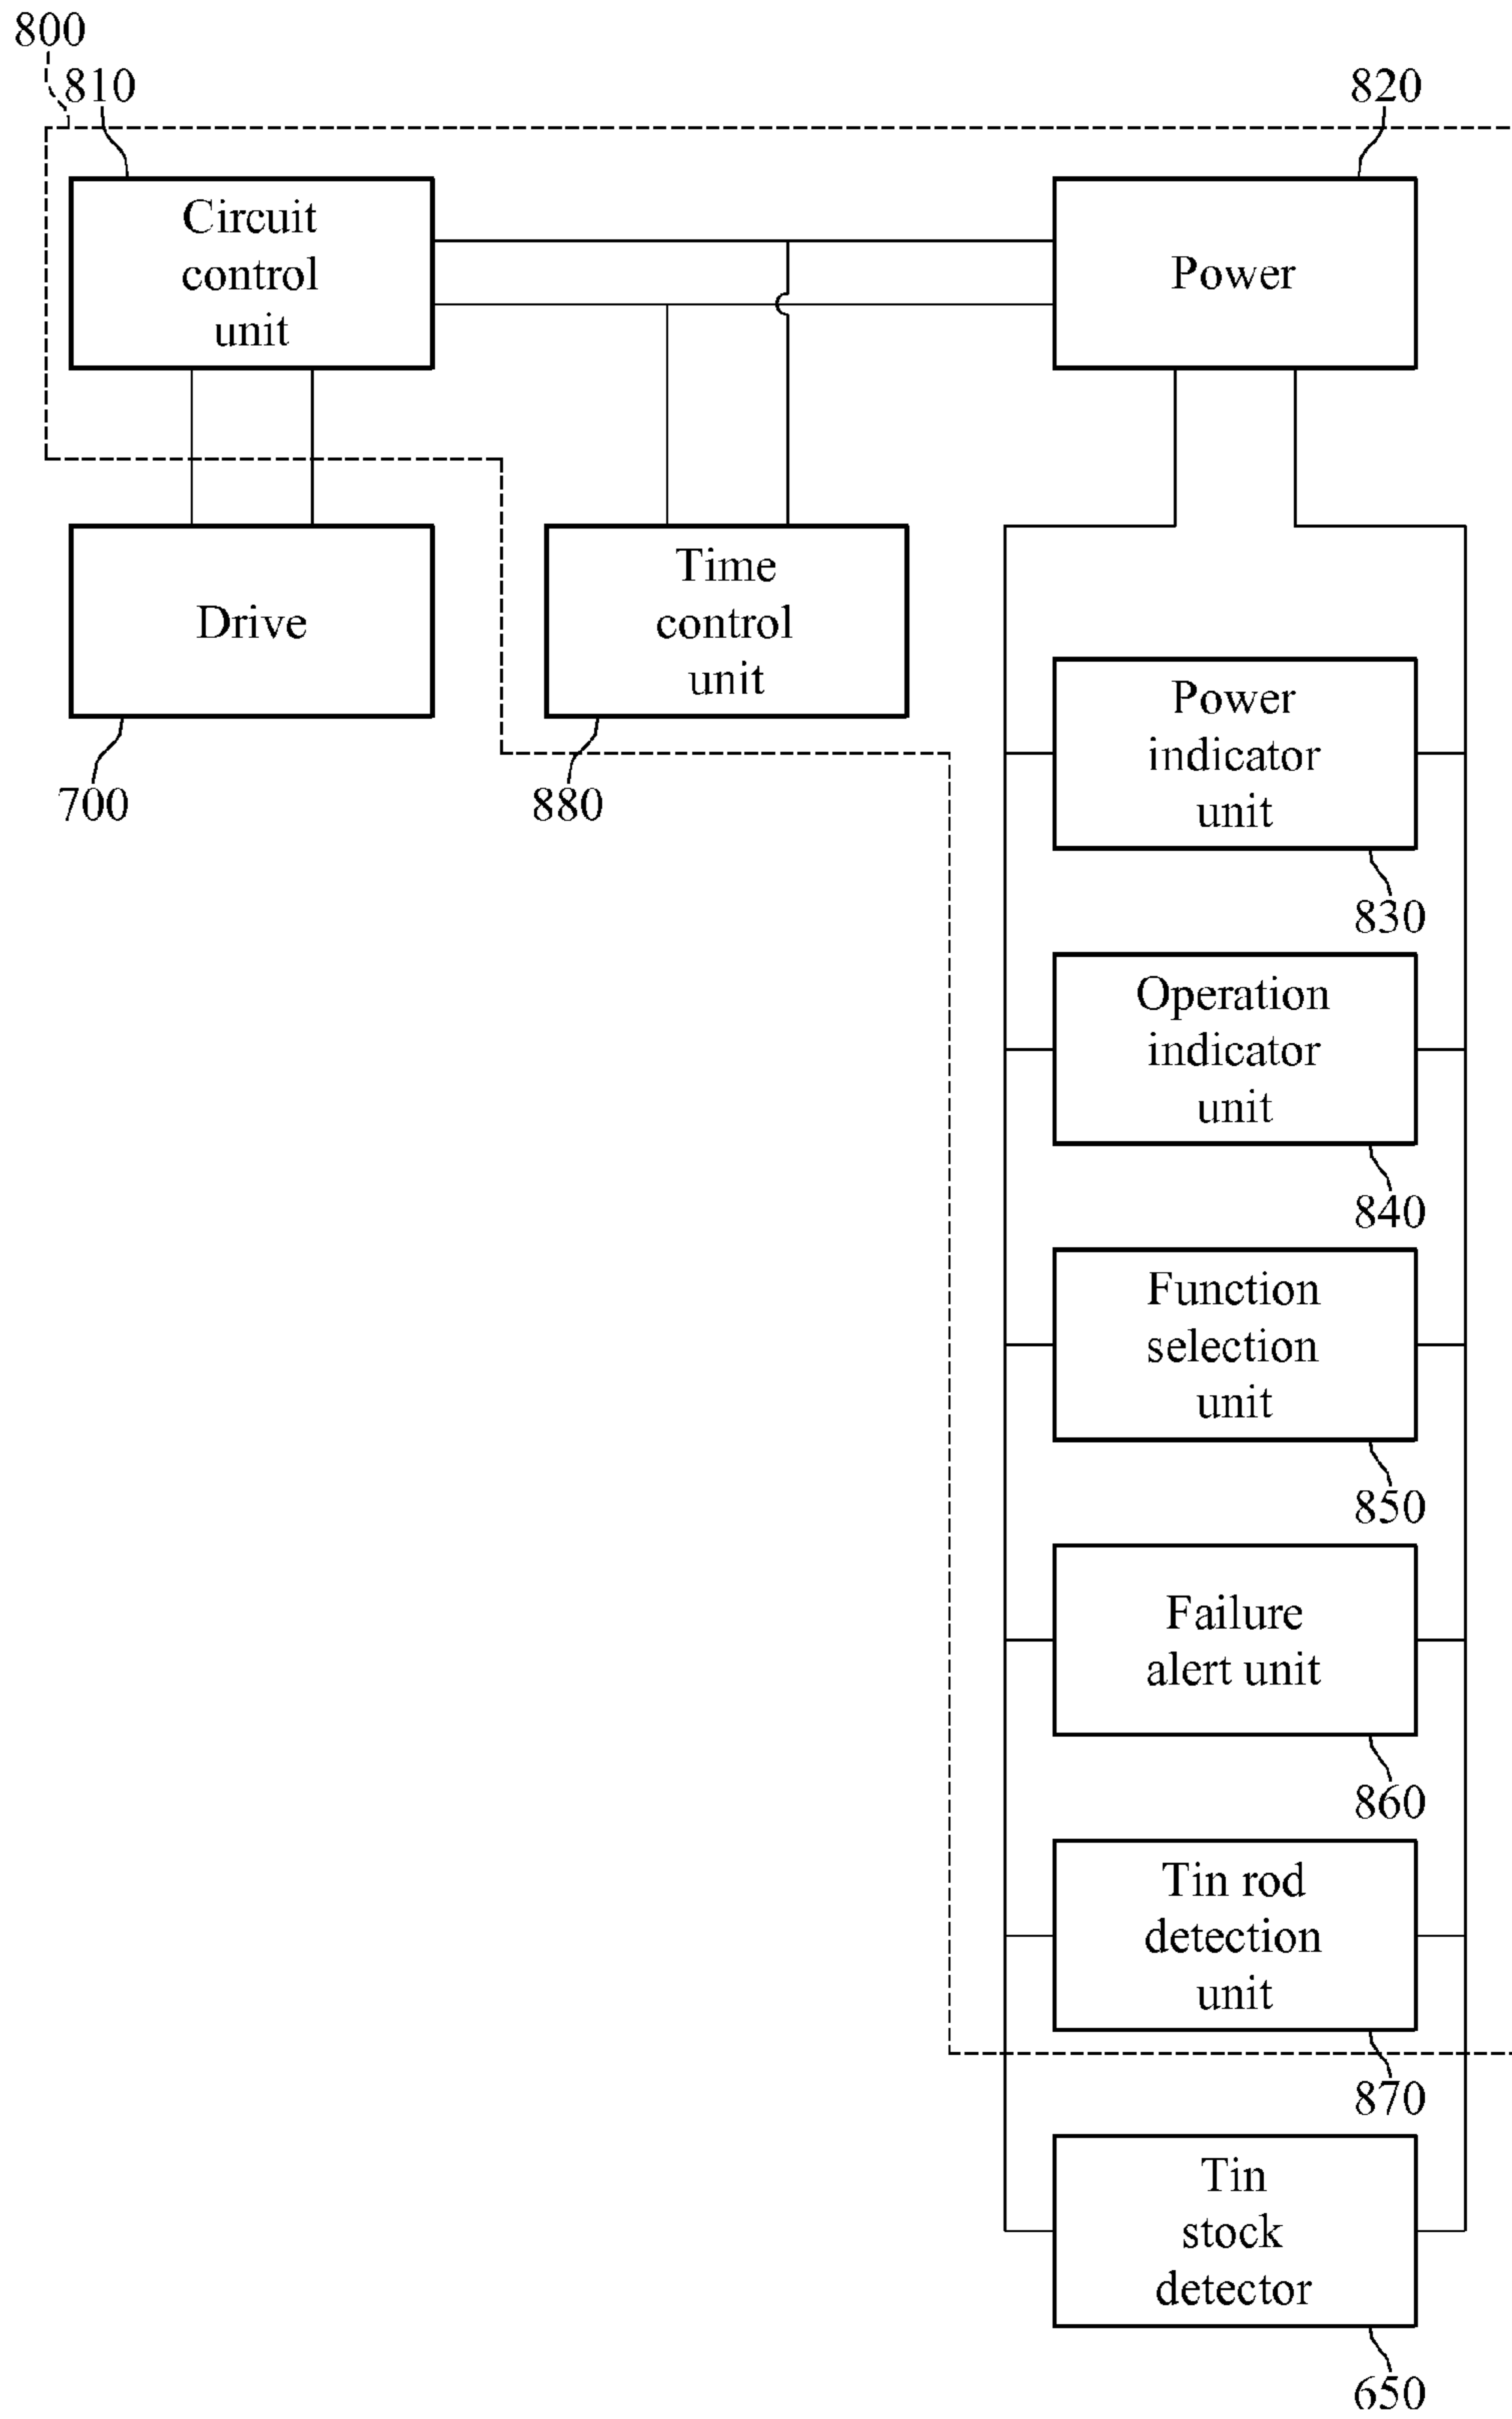 800
810
820
Circuit
control
unit
Power
Drive
Time
control
unit
700
880
Power
indicator
unit
830
Operation
indicator
unit
840
Function
selection
unit
850
Failure
alert unit
860
Tin rod
detection
unit
870
Tin
stock
detector
650